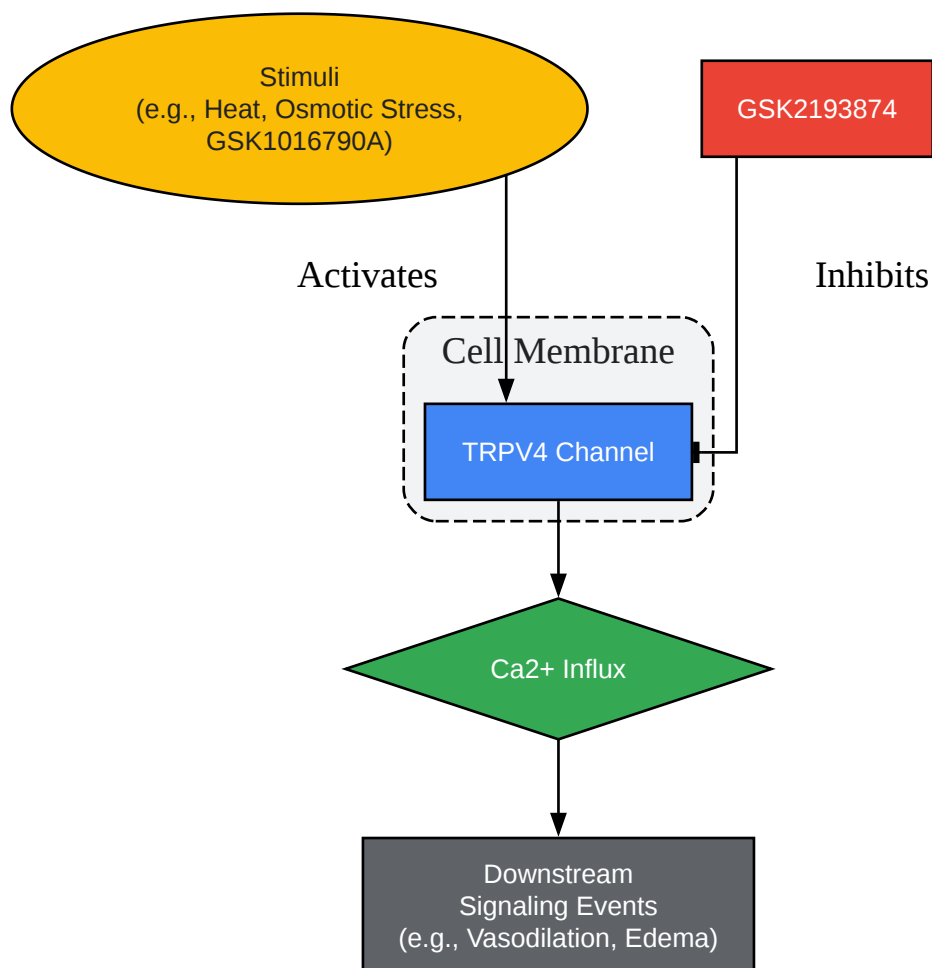 Stimuli
(e.g., Heat, Osmotic Stress,
GSK1016790A)
GSK2193874
Activates
Inhibits
Cell Membrane
TRPV4 Channel
Ca2+ Influx
Downstream
Signaling Events
(e.g., Vasodilation, Edema)